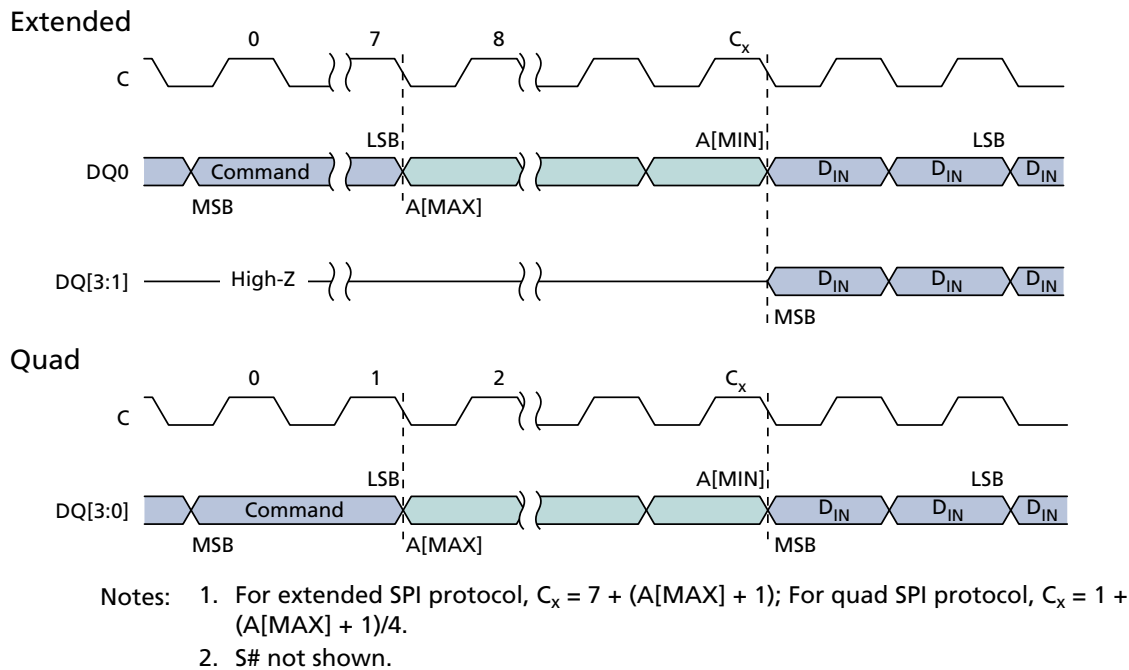 Extended
0 7 8 Cx
C
LSB A[MIN] LSB
DQ0 Command DIN DIN DIN
MSB A[MAX]
DQ[3:1] High-Z DIN DIN DIN
MSB
Quad
0 1 2 Cx
C
LSB A[MIN] LSB
DQ[3:0] Command DIN DIN DIN
MSB A[MAX] MSB
Notes: 1. For extended SPI protocol, Cx = 7 + (A[MAX] + 1); For quad SPI protocol, Cx = 1 +
(A[MAX] + 1)/4.
2. S# not shown.